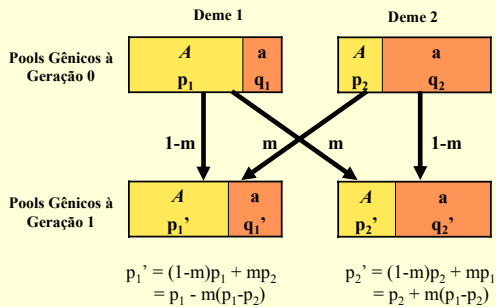 Deme 1 Deme 2
Pools Gênicos à
Geração 0
A a A a
p₁ q₁ p₂ q₂
1-m m m 1-m
Pools Gênicos à
Geração 1
A a A a
p₁’ q₁’ p₂’ q₂’
p₁’ = (1-m)p₁ + mp₂
= p₁ - m(p₁-p₂)
p₂’ = (1-m)p₂ + mp₁
= p₂ + m(p₁-p₂)